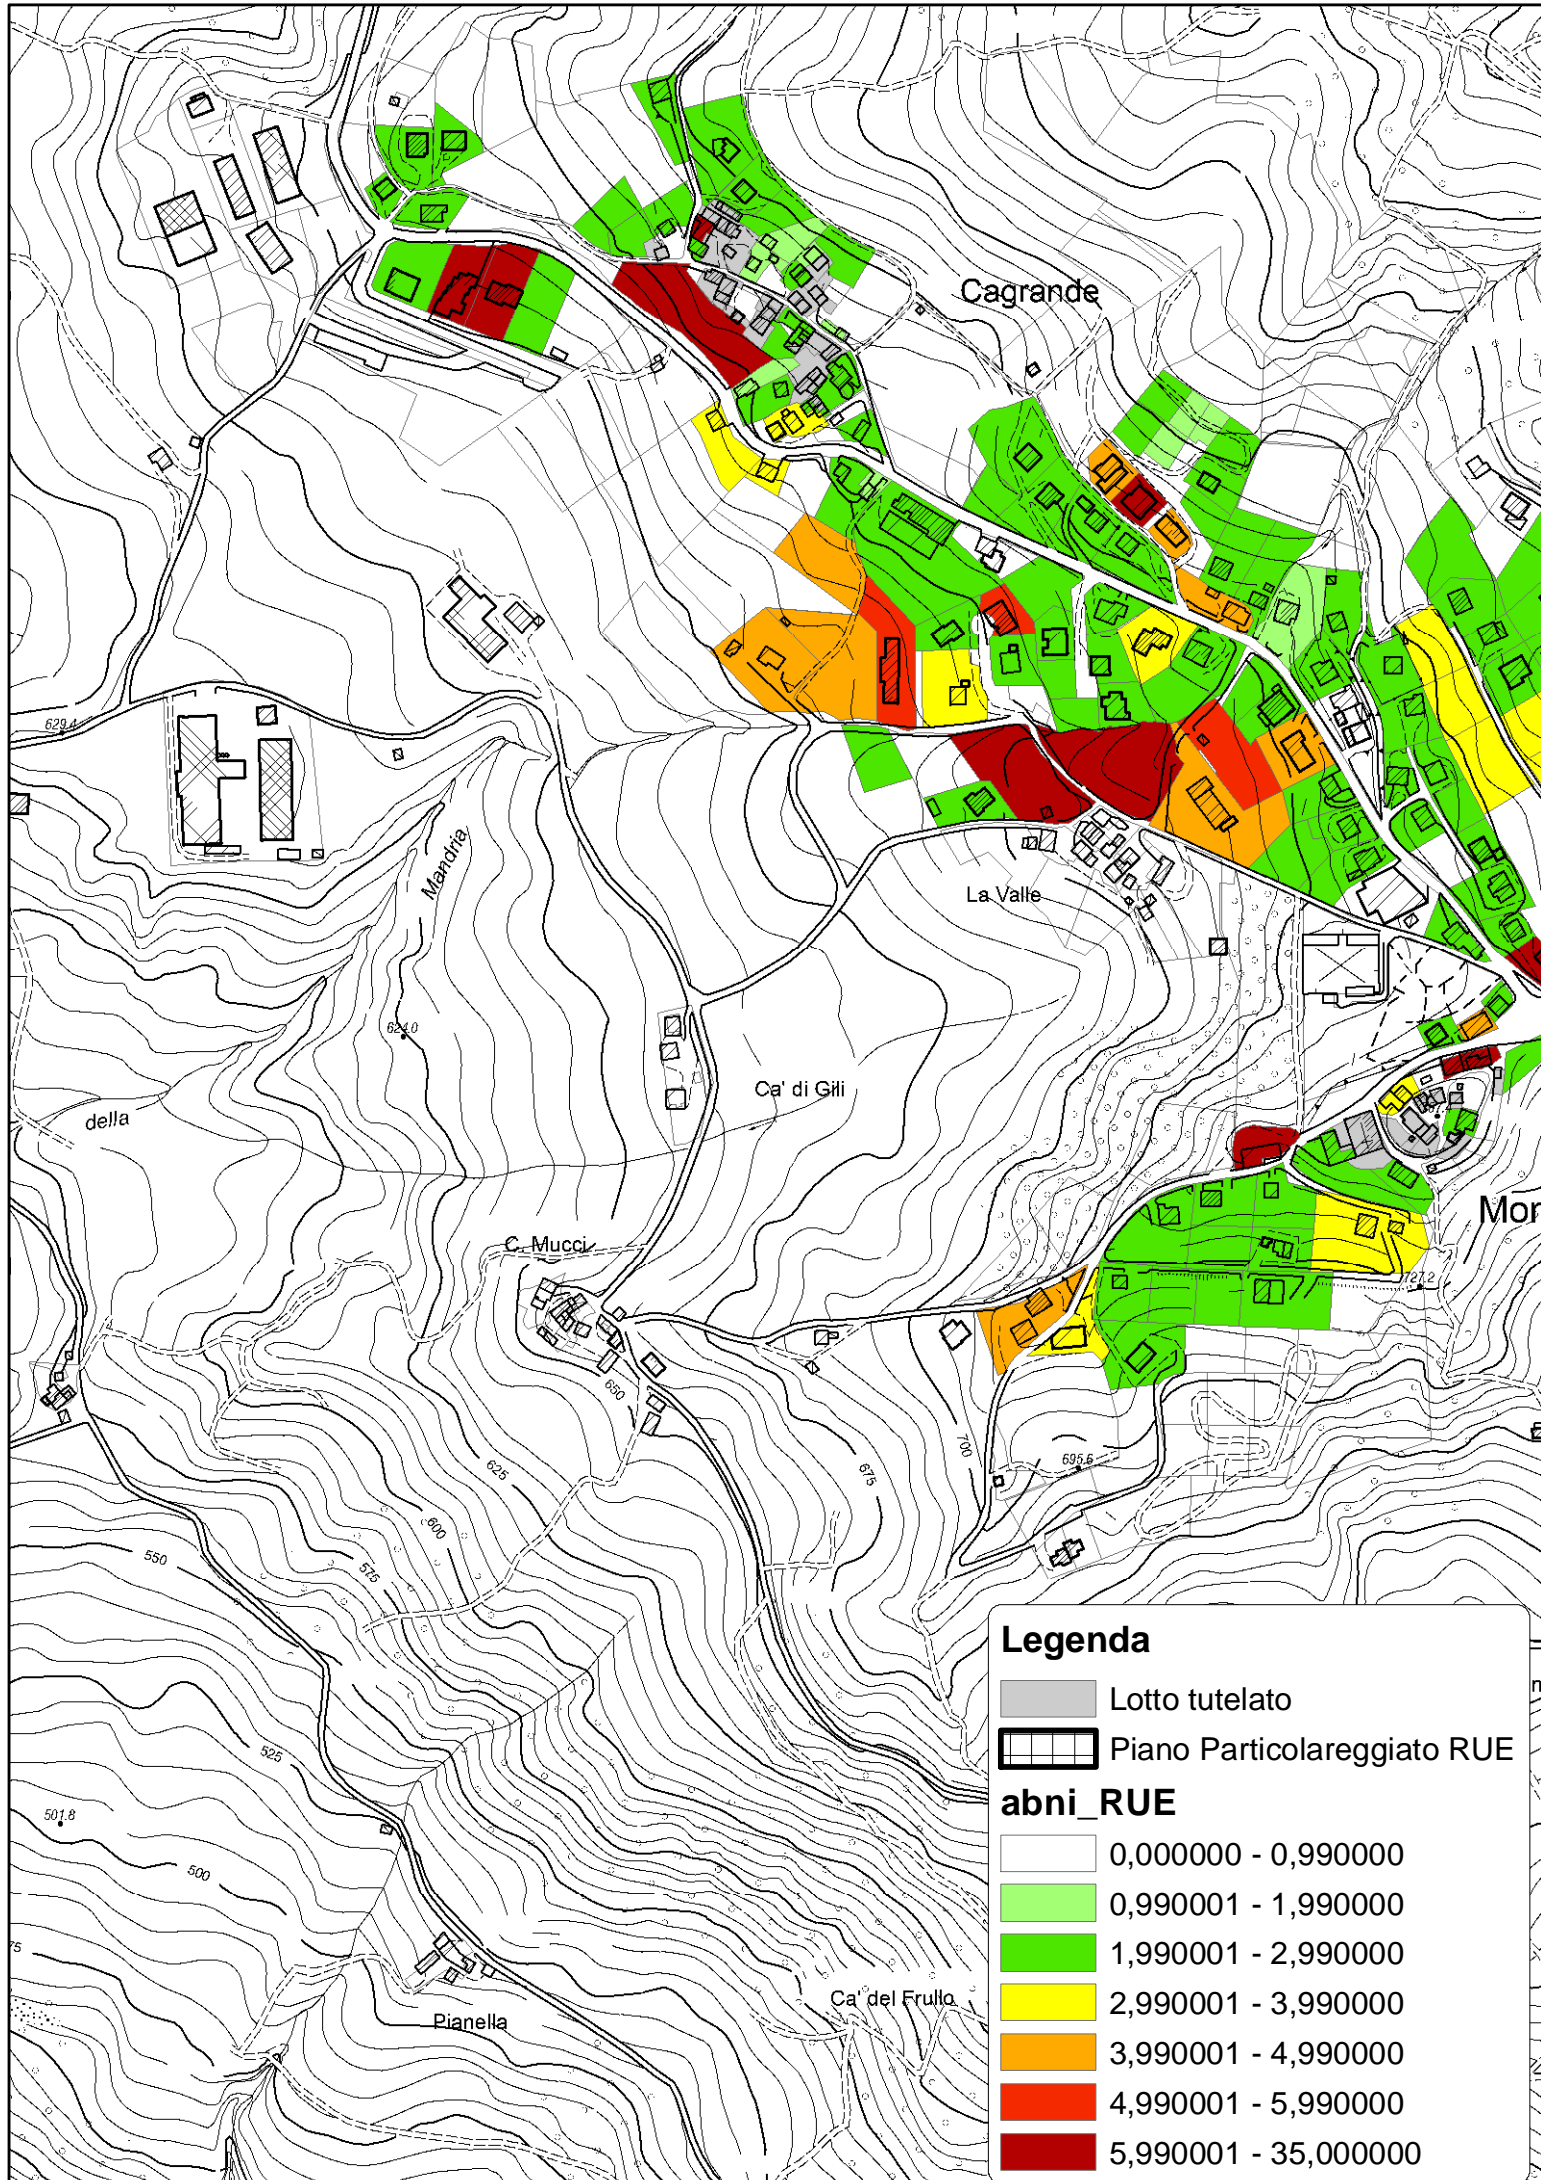 Cagrande
629.4
Mandria
La Valle
624.0
Ca' di Gili
della
Mor
C. Mucci
727.2
650
700
695.6
625
675
600
550
575
525
501.8
500
75
Pianella
Ca' del Frullo
Legenda
Lotto tutelato
Piano Particolareggiato RUE
abni_RUE
0,000000 - 0,990000
0,990001 - 1,990000
1,990001 - 2,990000
2,990001 - 3,990000
3,990001 - 4,990000
4,990001 - 5,990000
5,990001 - 35,000000